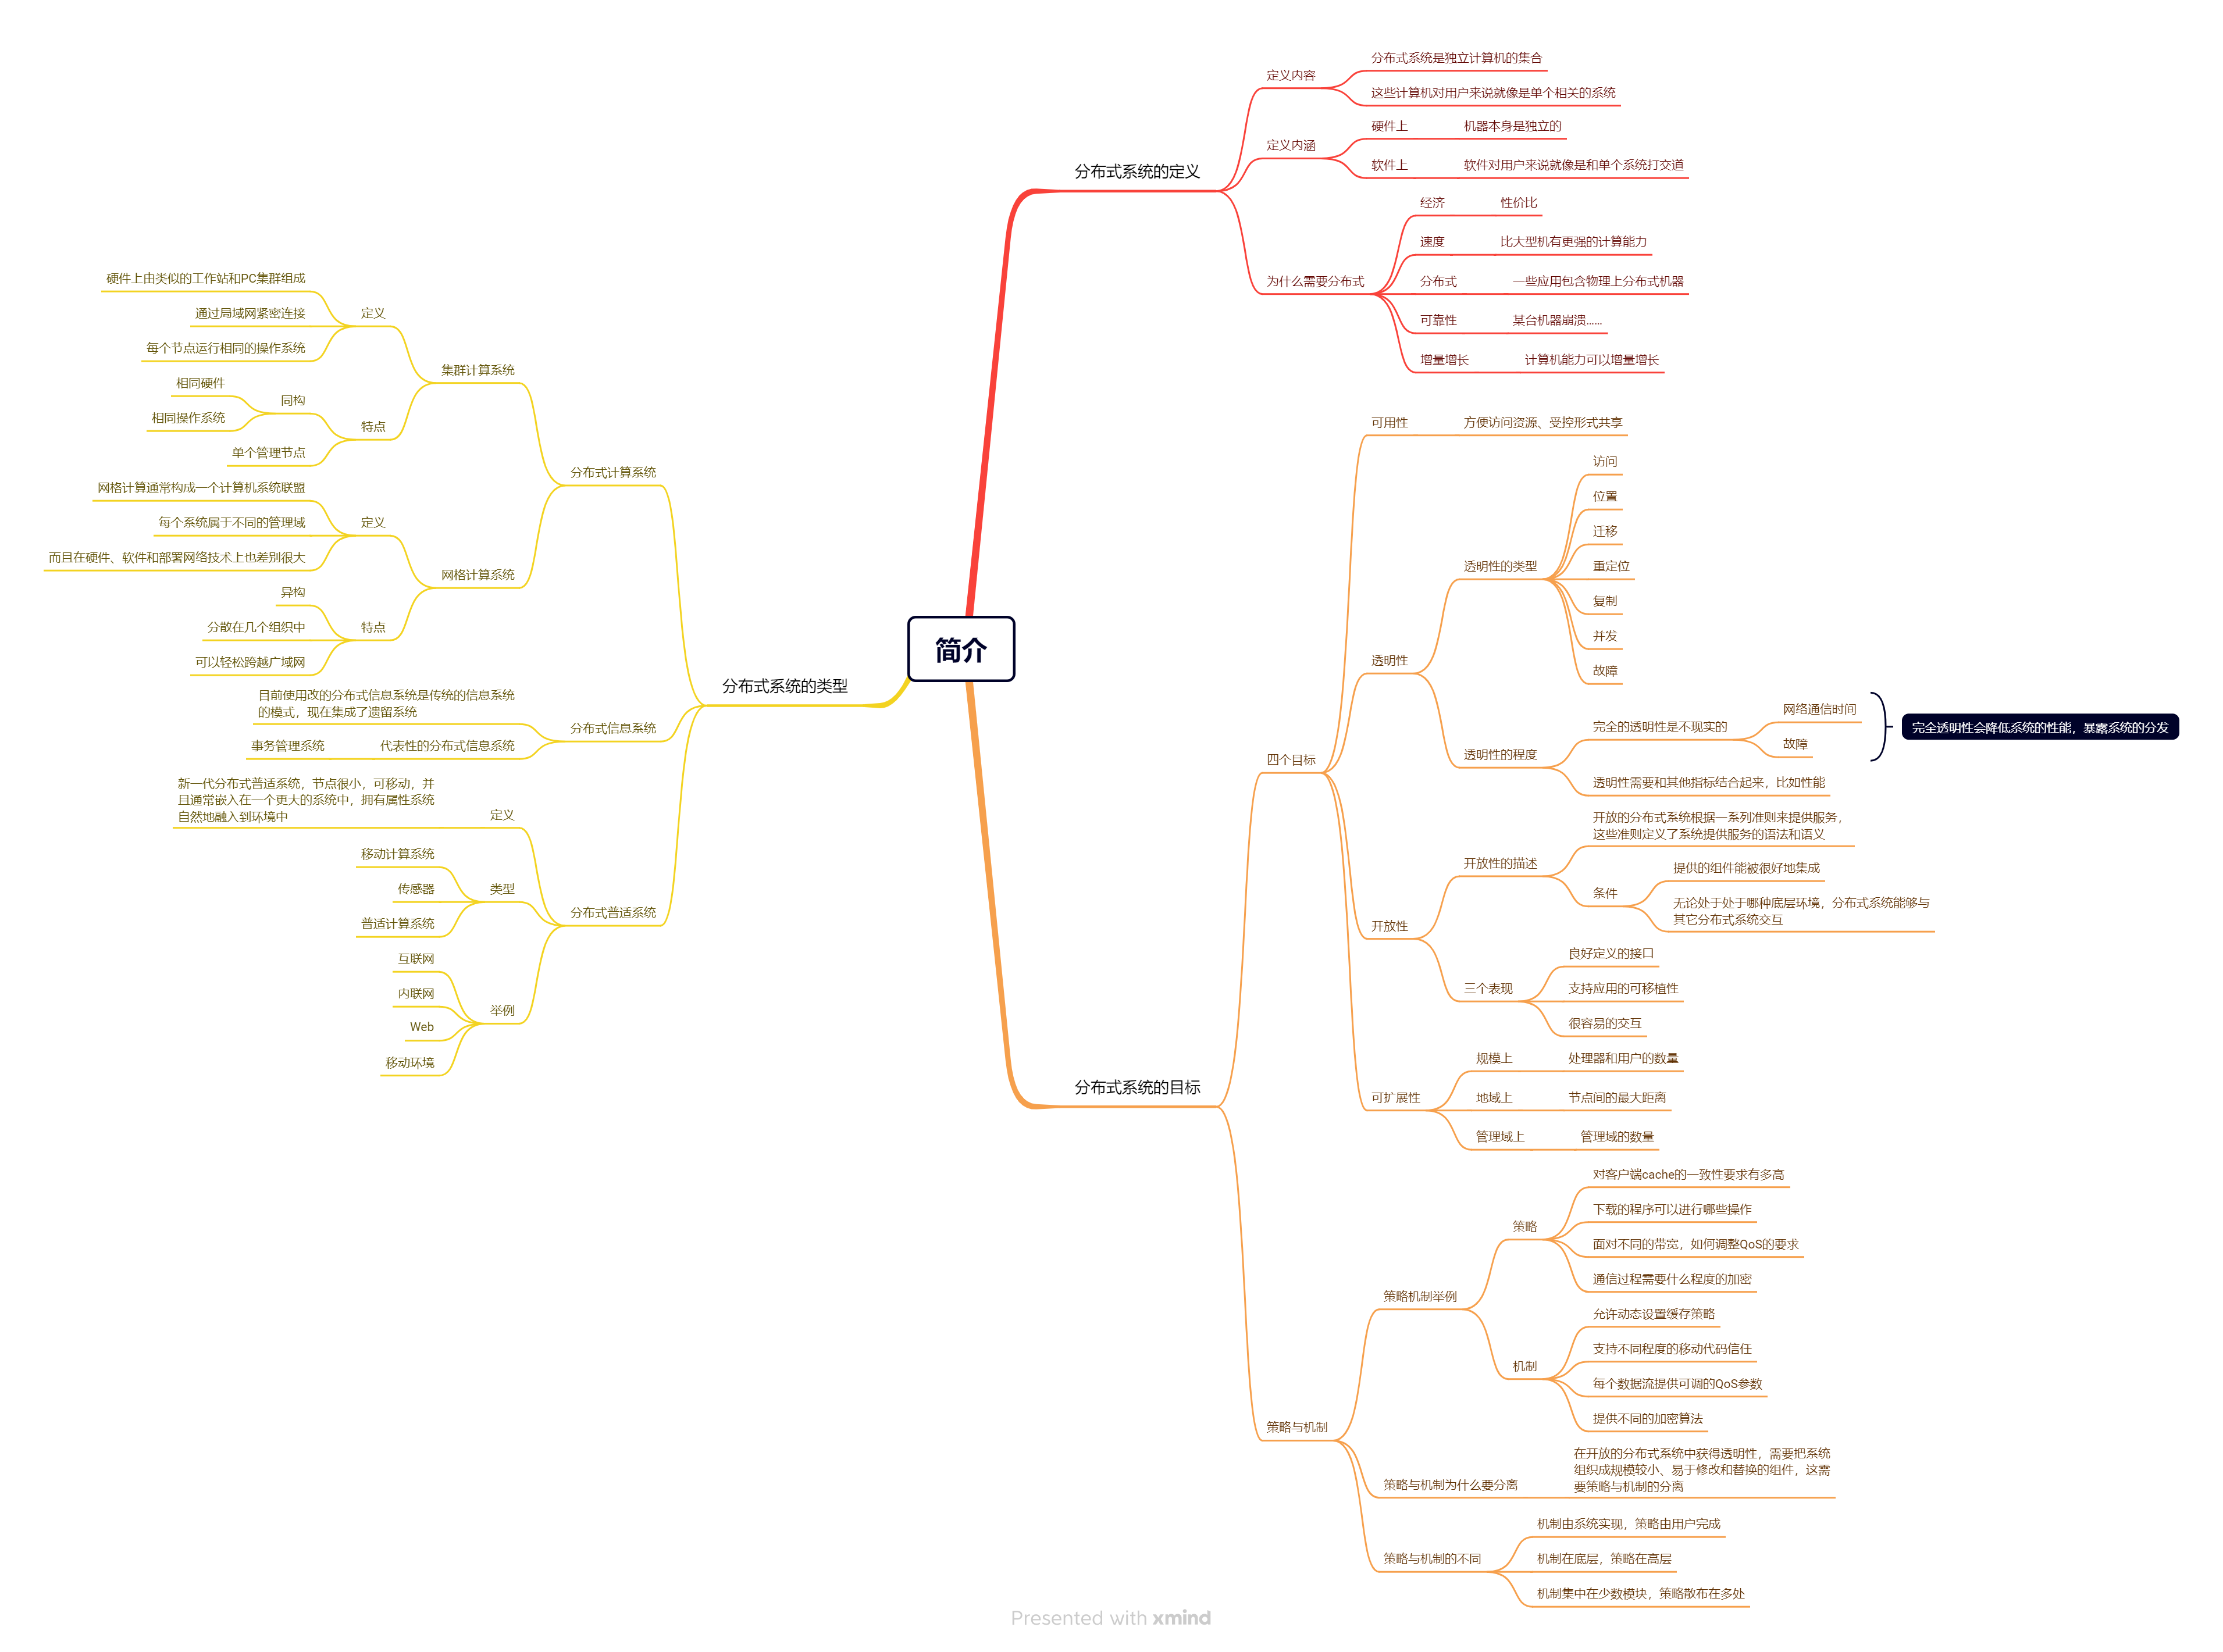 简介
分布式系统的定义
定义内容
分布式系统是独立计算机的集合
这些计算机对用户来说就像是单个相关的系统
定义内涵
硬件上
机器本身是独立的
软件上
软件对用户来说就像是和单个系统打交道
为什么需要分布式
经济
性价比
速度
比大型机有更强的计算能力
分布式
一些应用包含物理上分布式机器
可靠性
某台机器崩溃......
增量增长
计算机能力可以增量增长
分布式系统的目标
四个目标
可用性
方便访问资源、受控形式共享
透明性
透明性的类型
访问
位置
迁移
重定位
复制
并发
故障
透明性的程度
完全的透明性是不现实的
网络通信时间
故障
完全透明性会降低系统的性能，暴露系统的分发
透明性需要和其他指标结合起来，比如性能
开放性
开放性的描述
开放的分布式系统根据一系列准则来提供服务，
这些准则定义了系统提供服务的语法和语义
条件
提供的组件能被很好地集成
无论处于处于哪种底层环境，分布式系统能够与
其它分布式系统交互
三个表现
良好定义的接口
支持应用的可移植性
很容易的交互
可扩展性
规模上
处理器和用户的数量
地域上
节点间的最大距离
管理域上
管理域的数量
策略与机制
策略机制举例
策略
对客户端cache的一致性要求有多高
下载的程序可以进行哪些操作
面对不同的带宽，如何调整QoS的要求
通信过程需要什么程度的加密
机制
允许动态设置缓存策略
支持不同程度的移动代码信任
每个数据流提供可调的QoS参数
提供不同的加密算法
策略与机制为什么要分离
在开放的分布式系统中获得透明性，需要把系统
组织成规模较小、易于修改和替换的组件，这需
要策略与机制的分离
策略与机制的不同
机制由系统实现，策略由用户完成
机制在底层，策略在高层
机制集中在少数模块，策略散布在多处
分布式系统的类型
分布式计算系统
集群计算系统
定义
硬件上由类似的工作站和PC集群组成
通过局域网紧密连接
每个节点运行相同的操作系统
特点
同构
相同硬件
相同操作系统
单个管理节点
网格计算系统
定义
网格计算通常构成一个计算机系统联盟
每个系统属于不同的管理域
而且在硬件、软件和部署网络技术上也差别很大
特点
异构
分散在几个组织中
可以轻松跨越广域网
分布式信息系统
目前使用改的分布式信息系统是传统的信息系统
的模式，现在集成了遗留系统
代表性的分布式信息系统
事务管理系统
分布式普适系统
定义
新一代分布式普适系统，节点很小，可移动，并
且通常嵌入在一个更大的系统中，拥有属性系统
自然地融入到环境中
类型
移动计算系统
传感器
普适计算系统
举例
互联网
内联网
Web
移动环境
Presented with xmind